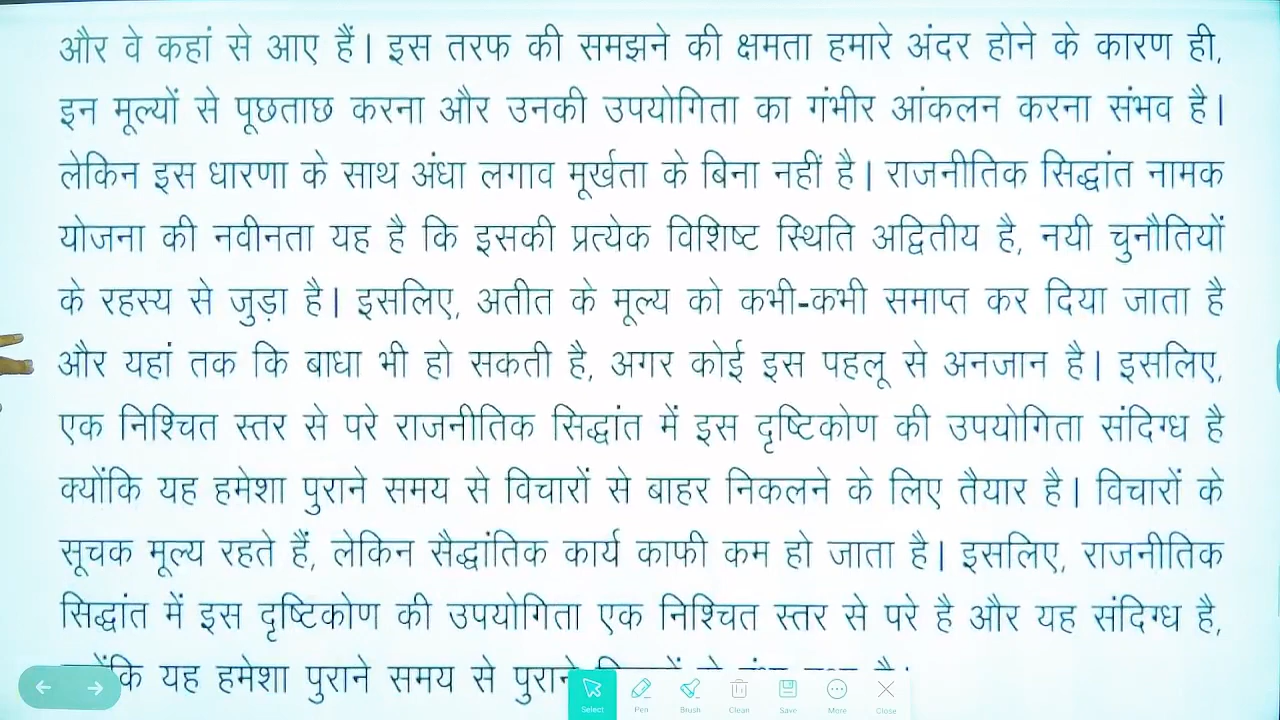 और वे कहां से आए हैं। इस तरफ की समझने की क्षमता हमारे अंदर होने के कारण ही,
इन मूल्यों से पूछताछ करना और उनकी उपयोगिता का गंभीर आंकलन करना संभव है।
लेकिन इस धारणा के साथ अंधा लगाव मूर्खता के बिना नहीं है। राजनीतिक सिद्धांत नामक
योजना की नवीनता यह है कि इसकी प्रत्येक विशिष्ट स्थिति अद्वितीय है, नयी चुनौतियों
के रहस्य से जुड़ा है। इसलिए, अतीत के मूल्य को कभी-कभी समाप्त कर दिया जाता है
और यहां तक कि बाधा भी हो सकती है, अगर कोई इस पहलू से अनजान है। इसलिए,
एक निश्चित स्तर से परे राजनीतिक सिद्धांत में इस दृष्टिकोण की उपयोगिता संदिग्ध है
क्योंकि यह हमेशा पुराने समय से विचारों से बाहर निकलने के लिए तैयार है। विचारों के
सूचक मूल्य रहते हैं, लेकिन सैद्धांतिक कार्य काफी कम हो जाता है। इसलिए, राजनीतिक
सिद्धांत में इस दृष्टिकोण की उपयोगिता एक निश्चित स्तर से परे है और यह संदिग्ध है,
यह हमेशा पुराने समय से है।
Select Pen Brush Clean Save More Close